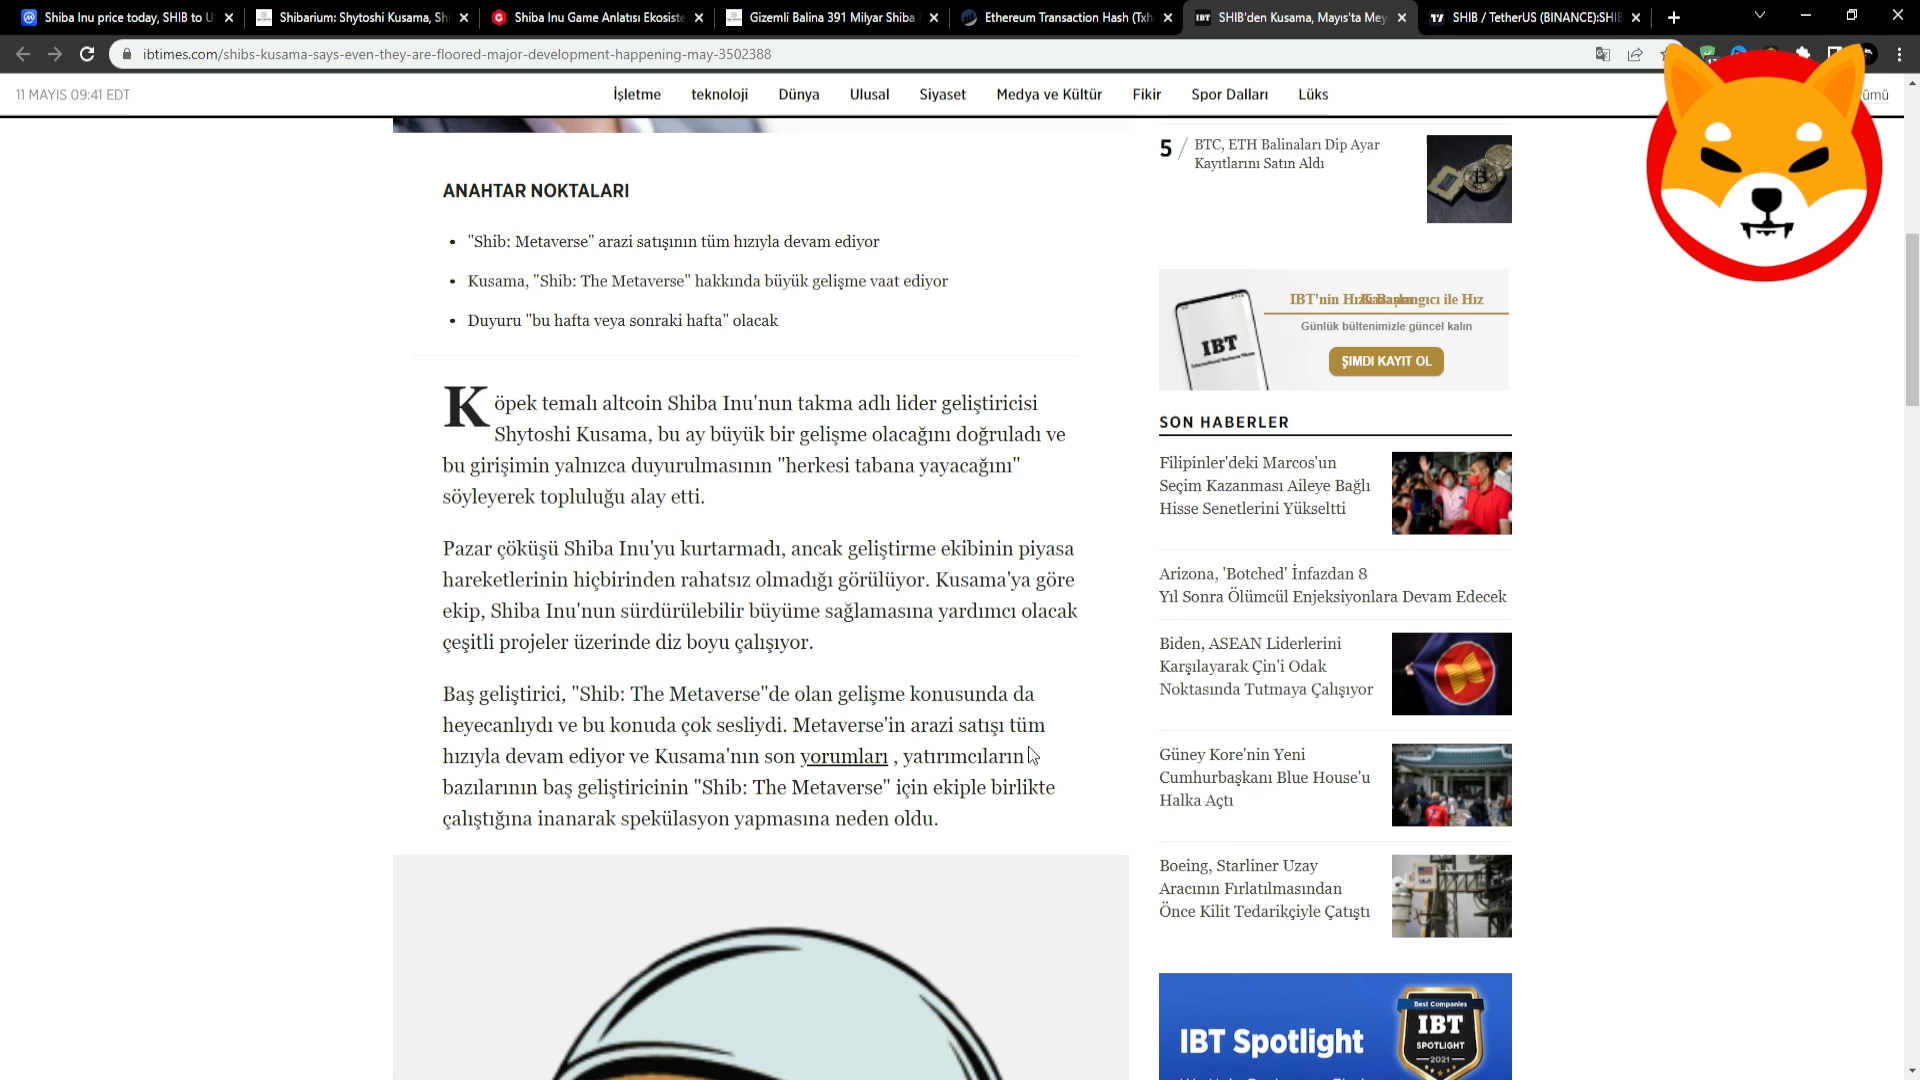 Shiba Inu price today, SHIB to U
Shibarium: Shytoshi Kusama, Sh
Shiba Inu Game Anlatısı Ekosiste
Gizemli Balina 391 Milyar Shiba
Ethereum Transaction Hash (Txh
SHIB'den Kusama, Mayıs'ta Mey
SHIB / TetherUS (BINANCE):SHIB
ibtimes.com/shibs-kusama-says-even-they-are-floored-major-development-happening-may-3502388
11 MAYIS 09:41 EDT
İşletme teknoloji Dünya Ulusal Siyaset Medya ve Kültür Fikir Spor Dalları Lüks
ümü
ANAHTAR NOKTALARI
• "Shib: Metaverse" arazi satışının tüm hızıyla devam ediyor
• Kusama, "Shib: The Metaverse" hakkında büyük gelişme vaat ediyor
• Duyuru "bu hafta veya sonraki hafta" olacak
Köpek temalı altcoin Shiba Inu'nun takma adlı lider geliştiricisi
Shytoshi Kusama, bu ay büyük bir gelişme olacağını doğruladı ve
bu girişimin yalnızca duyurulmasının "herkesi tabana yayacağını"
söyleyerek topluluğu alay etti.
Pazar çöküşü Shiba Inu'yu kurtarmadı, ancak geliştirme ekibinin piyasa
hareketlerinin hiçbirinden rahatsız olmadığı görülüyor. Kusama'ya göre
ekip, Shiba Inu'nun sürdürülebilir büyüme sağlamasına yardımcı olacak
çeşitli projeler üzerinde diz boyu çalışıyor.
Baş geliştirici, "Shib: The Metaverse"de olan gelişme konusunda da
heyecanlıydı ve bu konuda çok sesliydi. Metaverse'in arazi satışı tüm
hızıyla devam ediyor ve Kusama'nın son yorumları , yatırımcıların
bazılarının baş geliştiricinin "Shib: The Metaverse" için ekiple birlikte
çalıştığına inanarak spekülasyon yapmasına neden oldu.
5 / BTC, ETH Balinaları Dip Ayar
Kayıtlarını Satın Aldı
IBT
IBT'nin ile Hız
Günlük bültenimizle güncel kalın
ŞIMDI KAYIT OL
SON HABERLER
Filipinler'deki Marcos'un
Seçim Kazanması Aileye Bağlı
Hisse Senetlerini Yükseltti
Arizona, 'Botched' İnfazdan 8
Yıl Sonra Ölümcül Enjeksiyonlara Devam Edecek
Biden, ASEAN Liderlerini
Karşılayarak Çin'i Odak
Noktasında Tutmaya Çalışıyor
Güney Kore'nin Yeni
Cumhurbaşkanı Blue House'u
Halka Açtı
Boeing, Starliner Uzay
Aracının Fırlatılmasından
Önce Kilit Tedarikçiyle Çatıştı
IBT Spotlight
Best Companies
IBT
SPOTLIGHT
2021